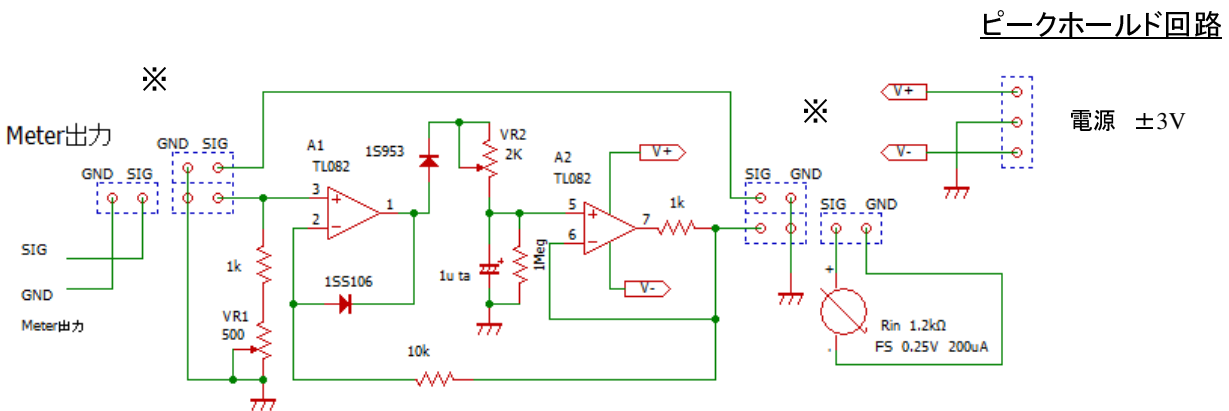 ピークホールド回路
※
※
Meter出力
GND SIG
GND SIG
SIG
GND
Meter出力
1k
VR1
500
A1
TL082
3
2
1
1SS106
10k
1S953
VR2
2K
1u ta
+
1Meg
A2
TL082
5
6
7
V+
V-
1k
SIG GND
SIG GND
+
-
Rin 1.2kΩ
FS 0.25V 200uA
V+
V-
電源 ±3V